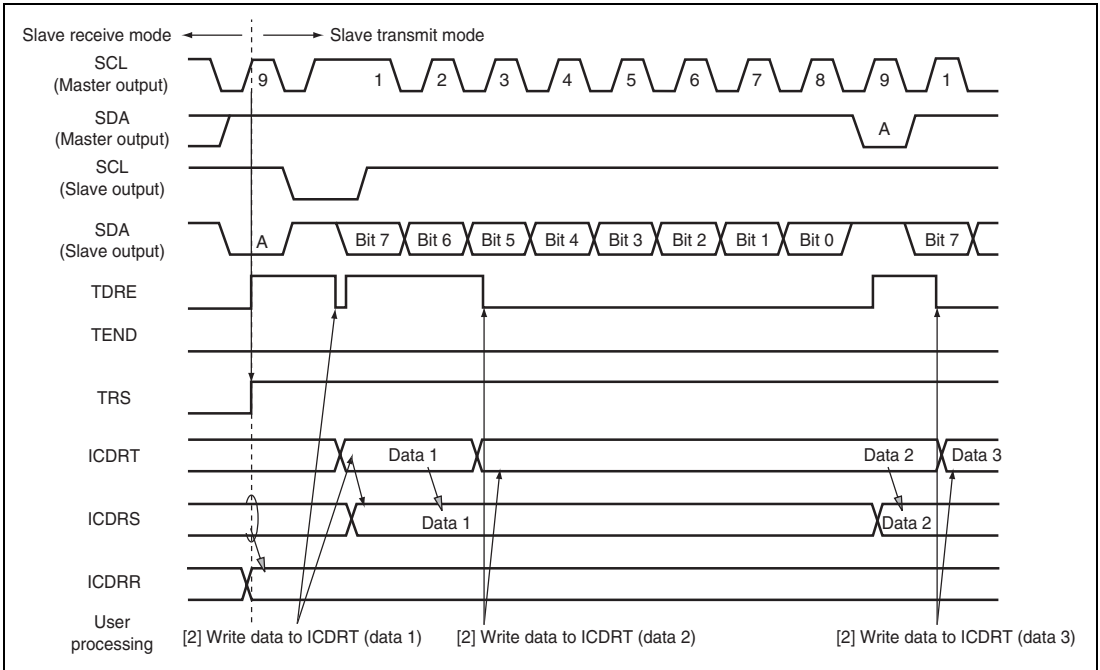 Slave receive mode Slave transmit mode
SCL
(Master output)
9 1 2 3 4 5 6 7 8 9 1
SDA
(Master output)
A
SCL
(Slave output)
SDA
(Slave output)
A Bit 7 Bit 6 Bit 5 Bit 4 Bit 3 Bit 2 Bit 1 Bit 0 Bit 7
TDRE
TEND
TRS
ICDRT Data 1 Data 2 Data 3
ICDRS Data 1 Data 2
ICDRR
User
processing
[2] Write data to ICDRT (data 1) [2] Write data to ICDRT (data 2) [2] Write data to ICDRT (data 3)